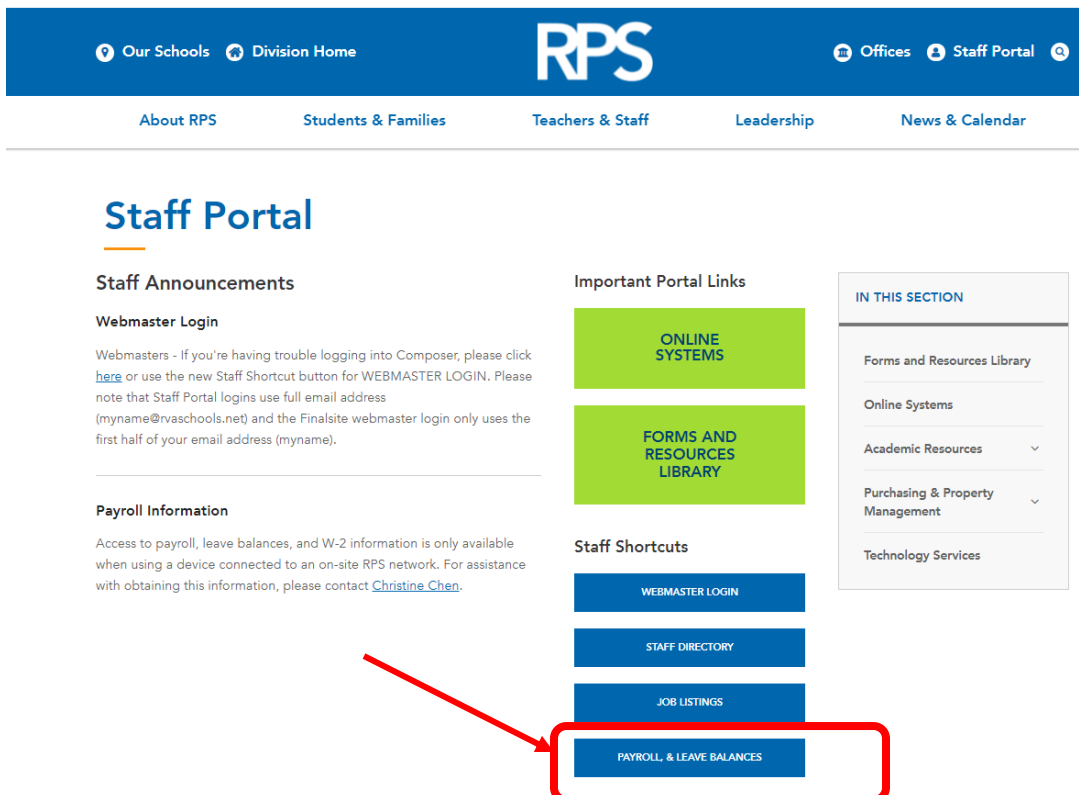 Our Schools
Division Home
RPS
Offices
Staff Portal
About RPS
Students & Families
Teachers & Staff
Leadership
News & Calendar
Staff Portal
Staff Announcements
Webmaster Login
Webmasters - If you're having trouble logging into Composer, please click
here or use the new Staff Shortcut button for WEBMASTER LOGIN. Please
note that Staff Portal logins use full email address
(myname@rvaschools.net) and the Finalsite webmaster login only uses the
first half of your email address (myname).
Payroll Information
Access to payroll, leave balances, and W-2 information is only available
when using a device connected to an on-site RPS network. For assistance
with obtaining this information, please contact Christine Chen.
Important Portal Links
ONLINE
SYSTEMS
FORMS AND
RESOURCES
LIBRARY
Staff Shortcuts
WEBMASTER LOGIN
STAFF DIRECTORY
JOB LISTINGS
PAYROLL, & LEAVE BALANCES
IN THIS SECTION
Forms and Resources Library
Online Systems
Academic Resources
Purchasing & Property
Management
Technology Services